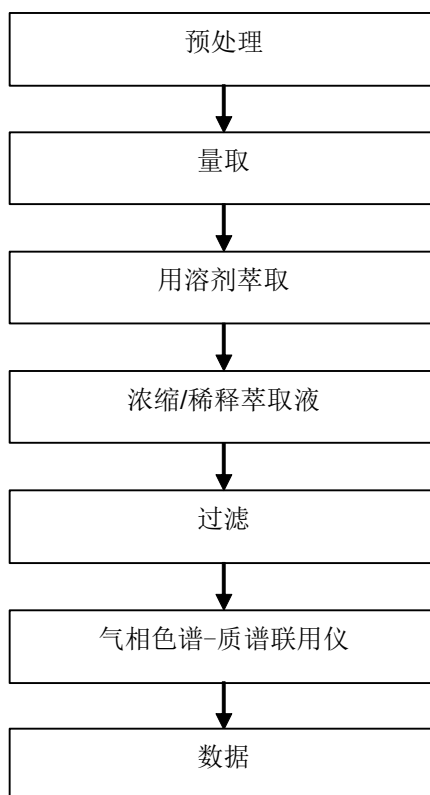 预处理
量取
用溶剂萃取
浓缩/稀释萃取液
过滤
气相色谱-质谱联用仪
数据